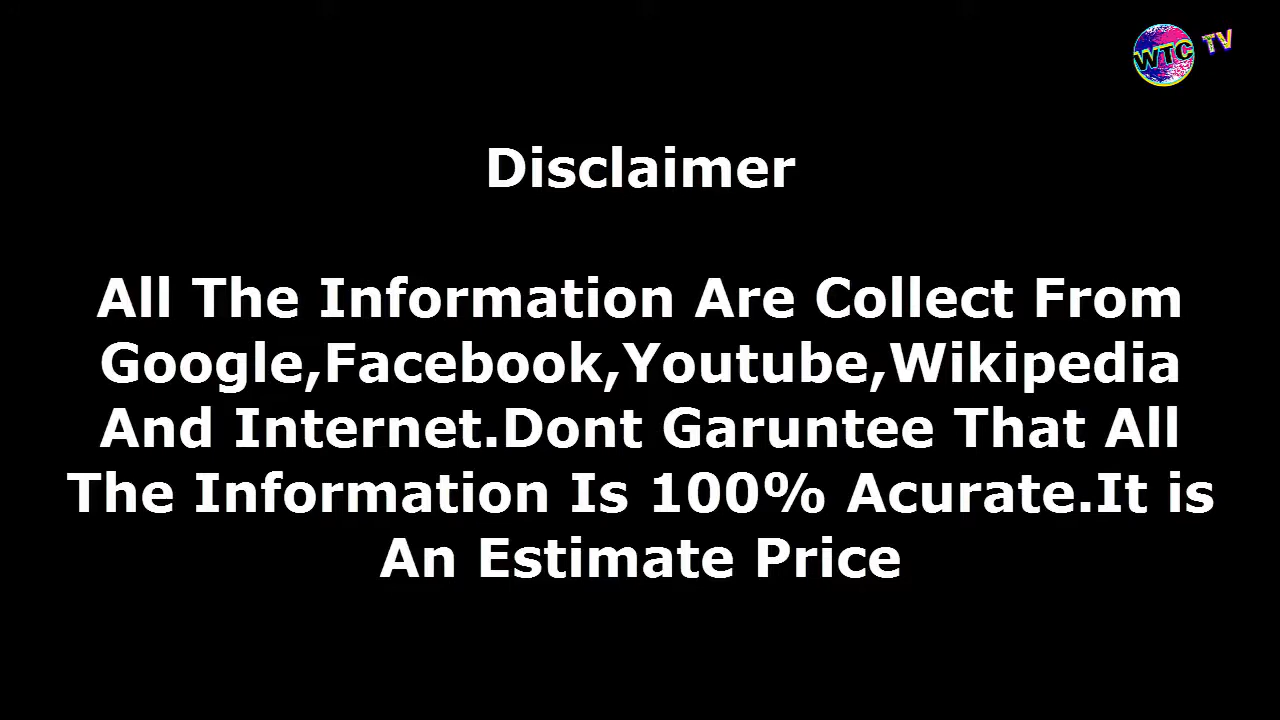 WTC TV
Disclaimer
All The Information Are Collect From
Google,Facebook,Youtube,Wikipedia
And Internet.Dont Garuntee That All
The Information Is 100% Acurate.It is
An Estimate Price